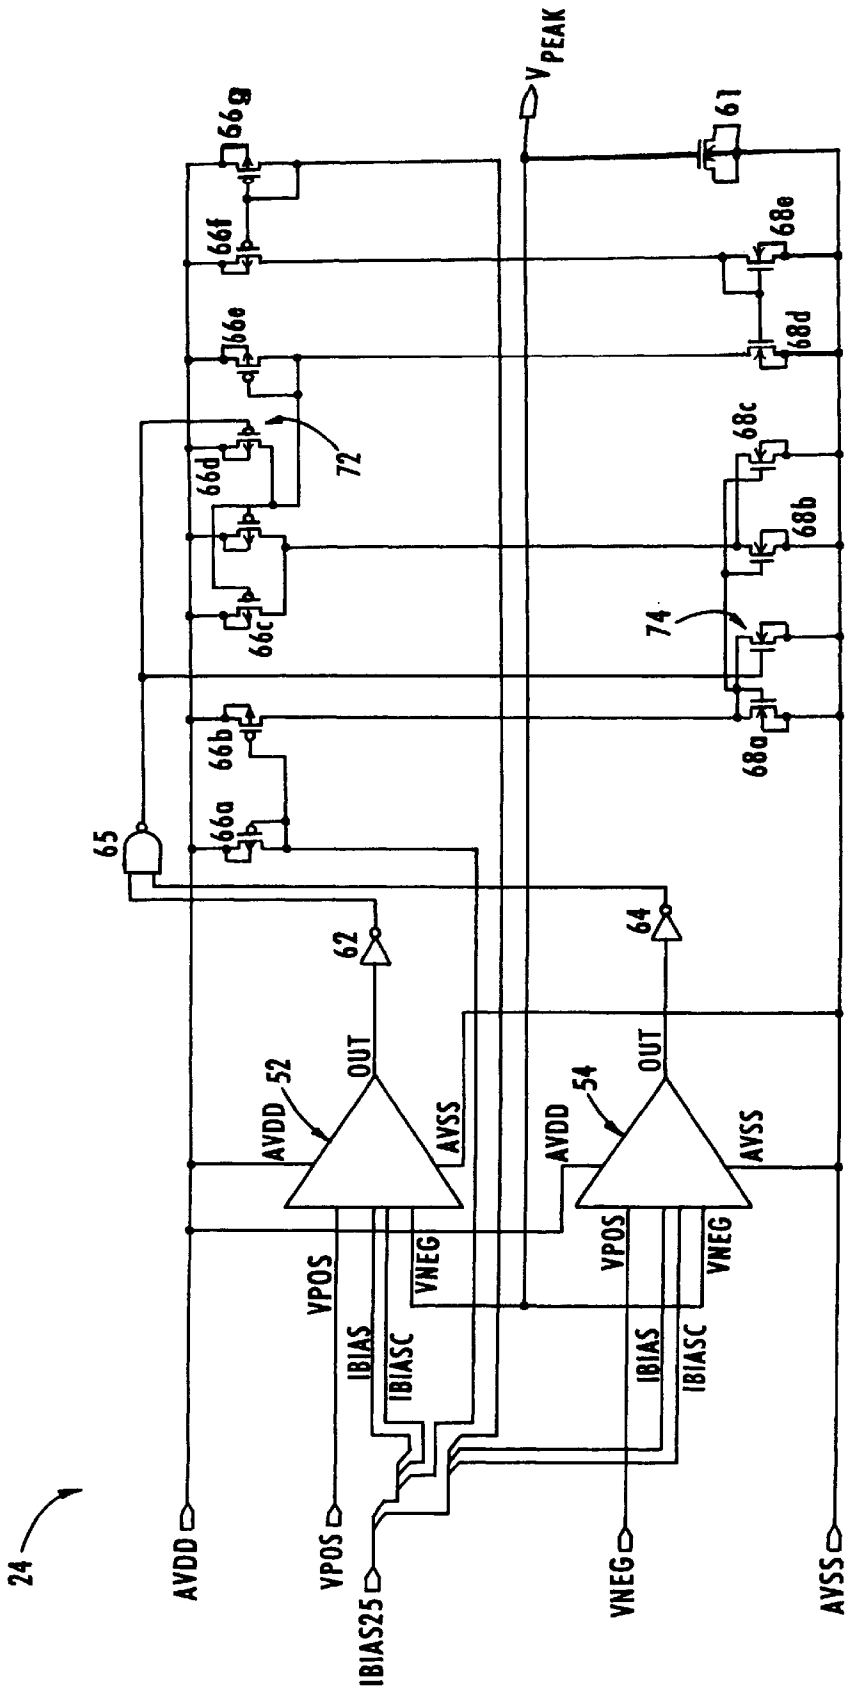 24
AVDD
VPOS
IBIAS25
VNEG
AVSS
VPOS
IBIAS
IBIASC
VNEG
AVDD
52
AVSS
OUT
VPOS
IBIAS
IBIASC
VNEG
AVDD
54
AVSS
OUT
62
64
65
66a
66b
66c
66d
72
66e
66f
66g
68a
74
68b
68c
68d
68e
61
VPEAK